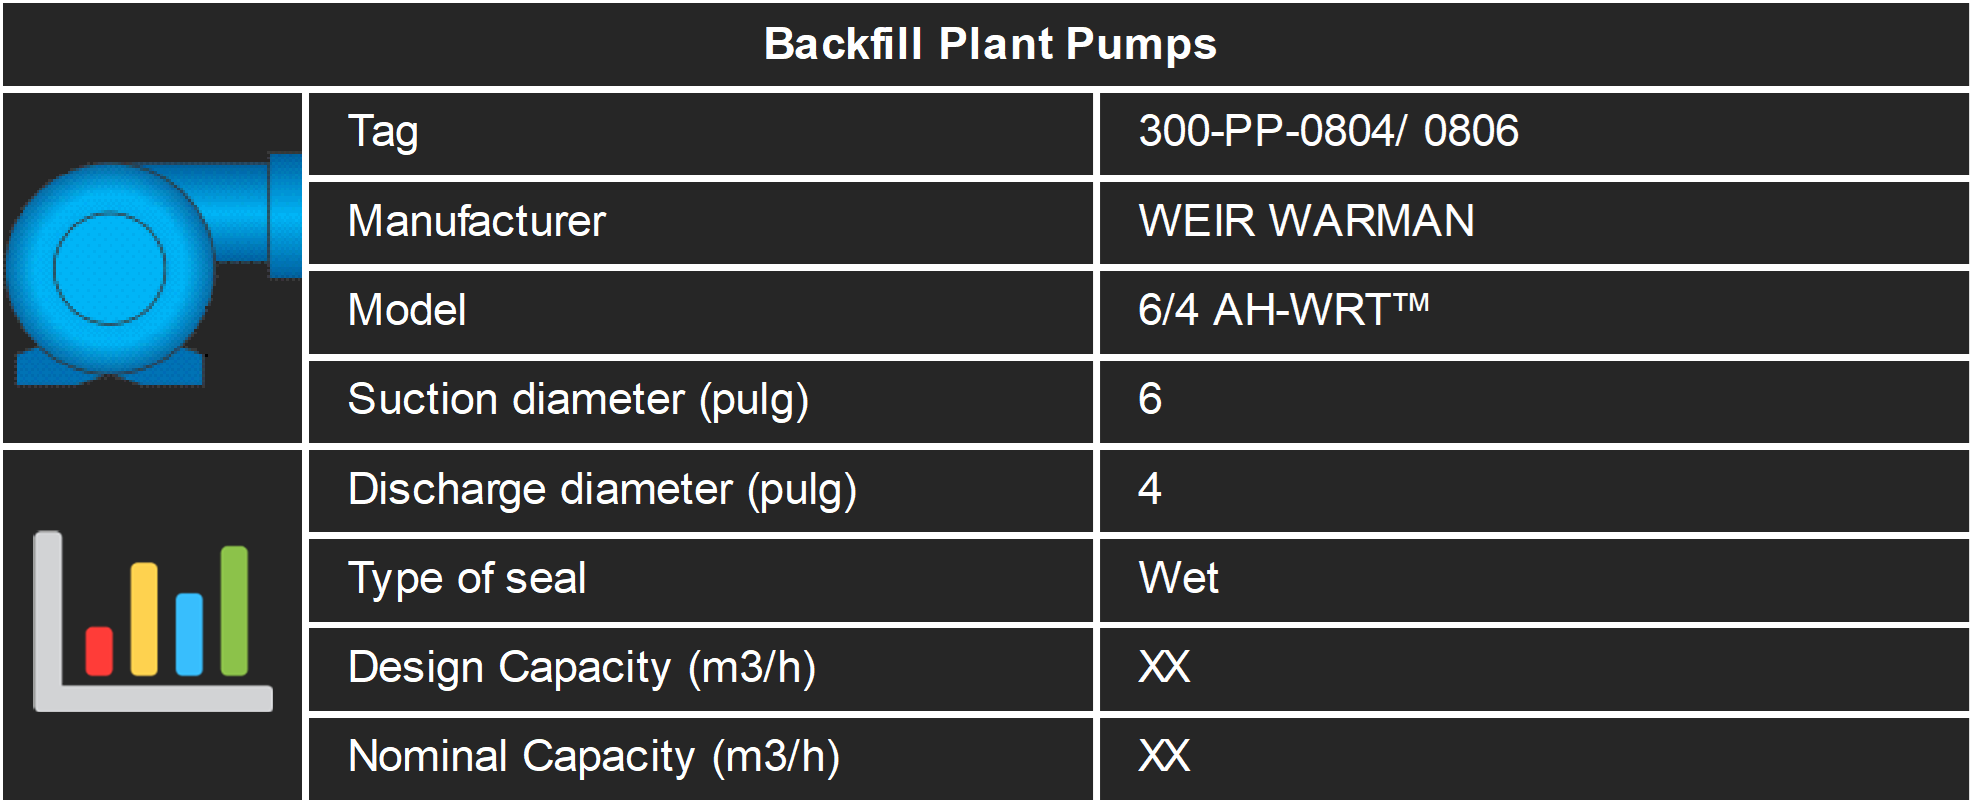 Backfill Plant Pumps
Tag 300-PP-0804/ 0806
Manufacturer WEIR WARMAN
Model 6/4 AH-WRT™
Suction diameter (pulg) 6
Discharge diameter (pulg) 4
Type of seal Wet
Design Capacity (m3/h) XX
Nominal Capacity (m3/h) XX